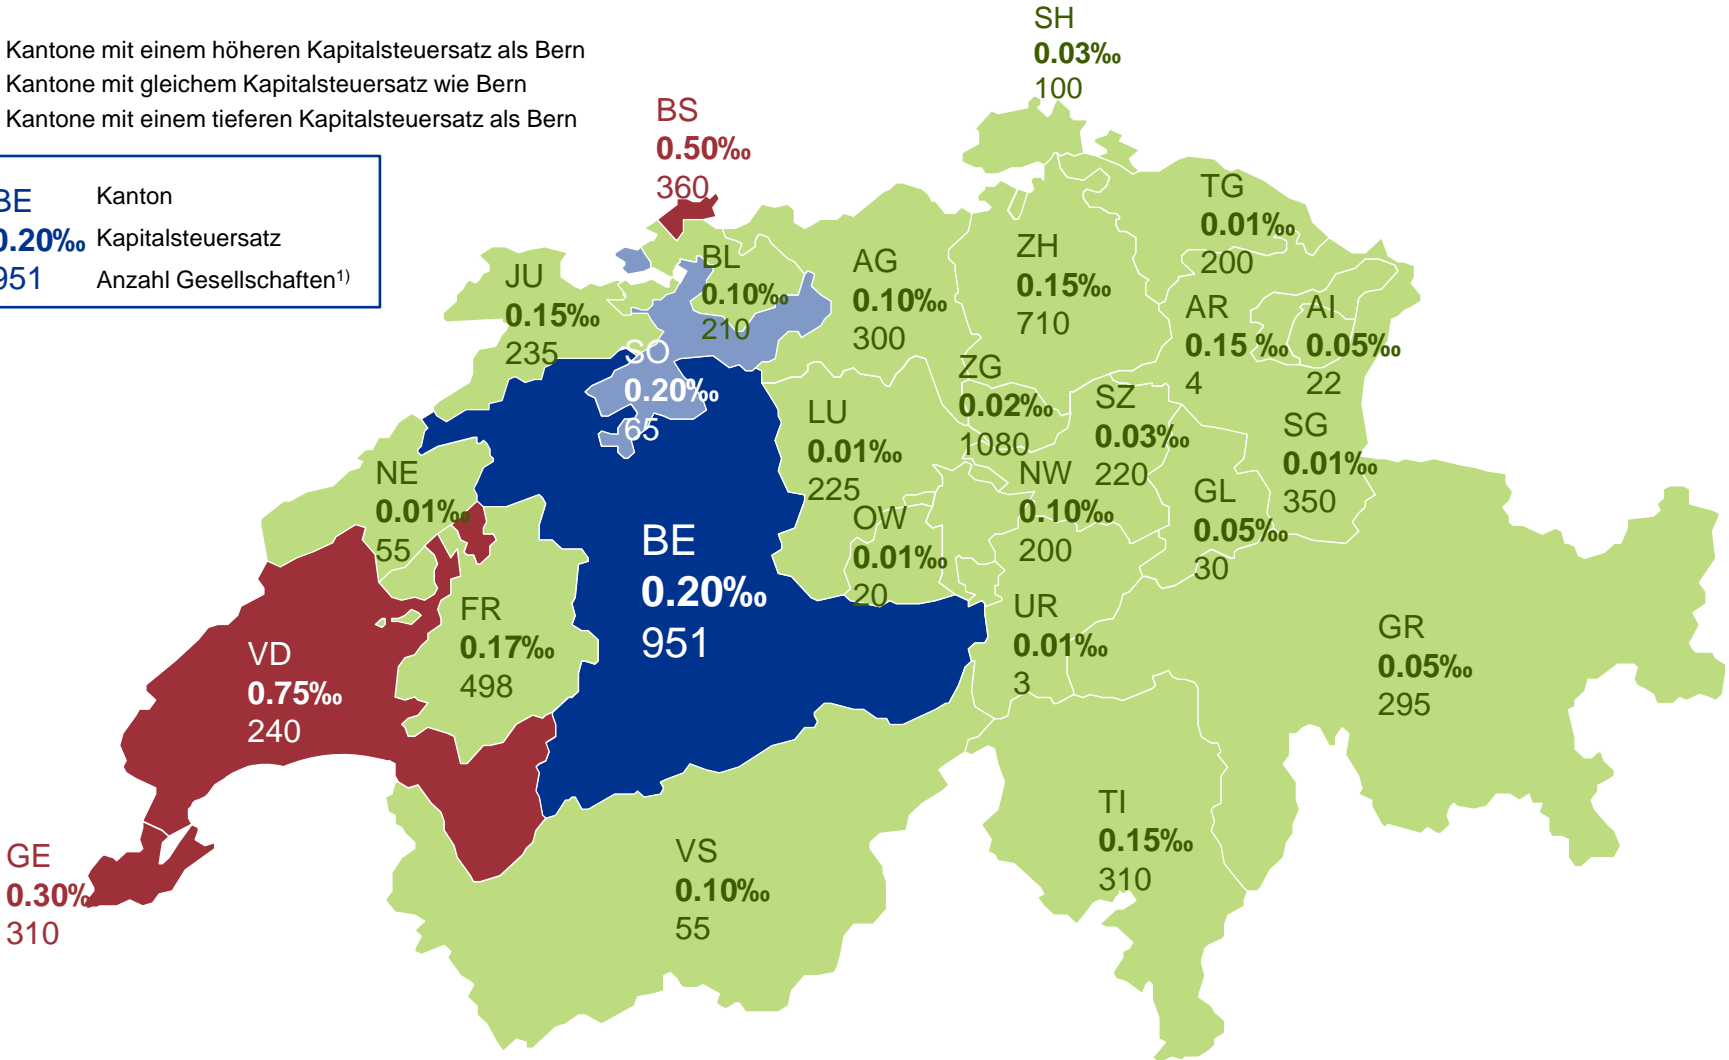 Kantone mit einem höheren Kapitalsteuersatz als Bern
Kantone mit gleichem Kapitalsteuersatz wie Bern
Kantone mit einem tieferen Kapitalsteuersatz als Bern
BE Kanton
0.20‰ Kapitalsteuersatz
951 Anzahl Gesellschaften1)
SH
0.03‰
100
BS
0.50‰
360
TG
0.01‰
200
BL
0.10‰
210
AG
0.10‰
300
ZH
0.15‰
710
JU
0.15‰
235
AR
0.15 ‰
4
AI
0.05‰
22
SO
0.20‰
65
ZG
0.02‰
1080
SZ
0.03‰
220
LU
0.01‰
225
SG
0.01‰
350
NE
0.01‰
55
NW
0.10‰
200
GL
0.05‰
30
OW
0.01‰
20
BE
0.20‰
951
FR
0.17‰
498
UR
0.01‰
3
GR
0.05‰
295
VD
0.75‰
240
TI
0.15‰
310
VS
0.10‰
55
GE
0.30‰
310